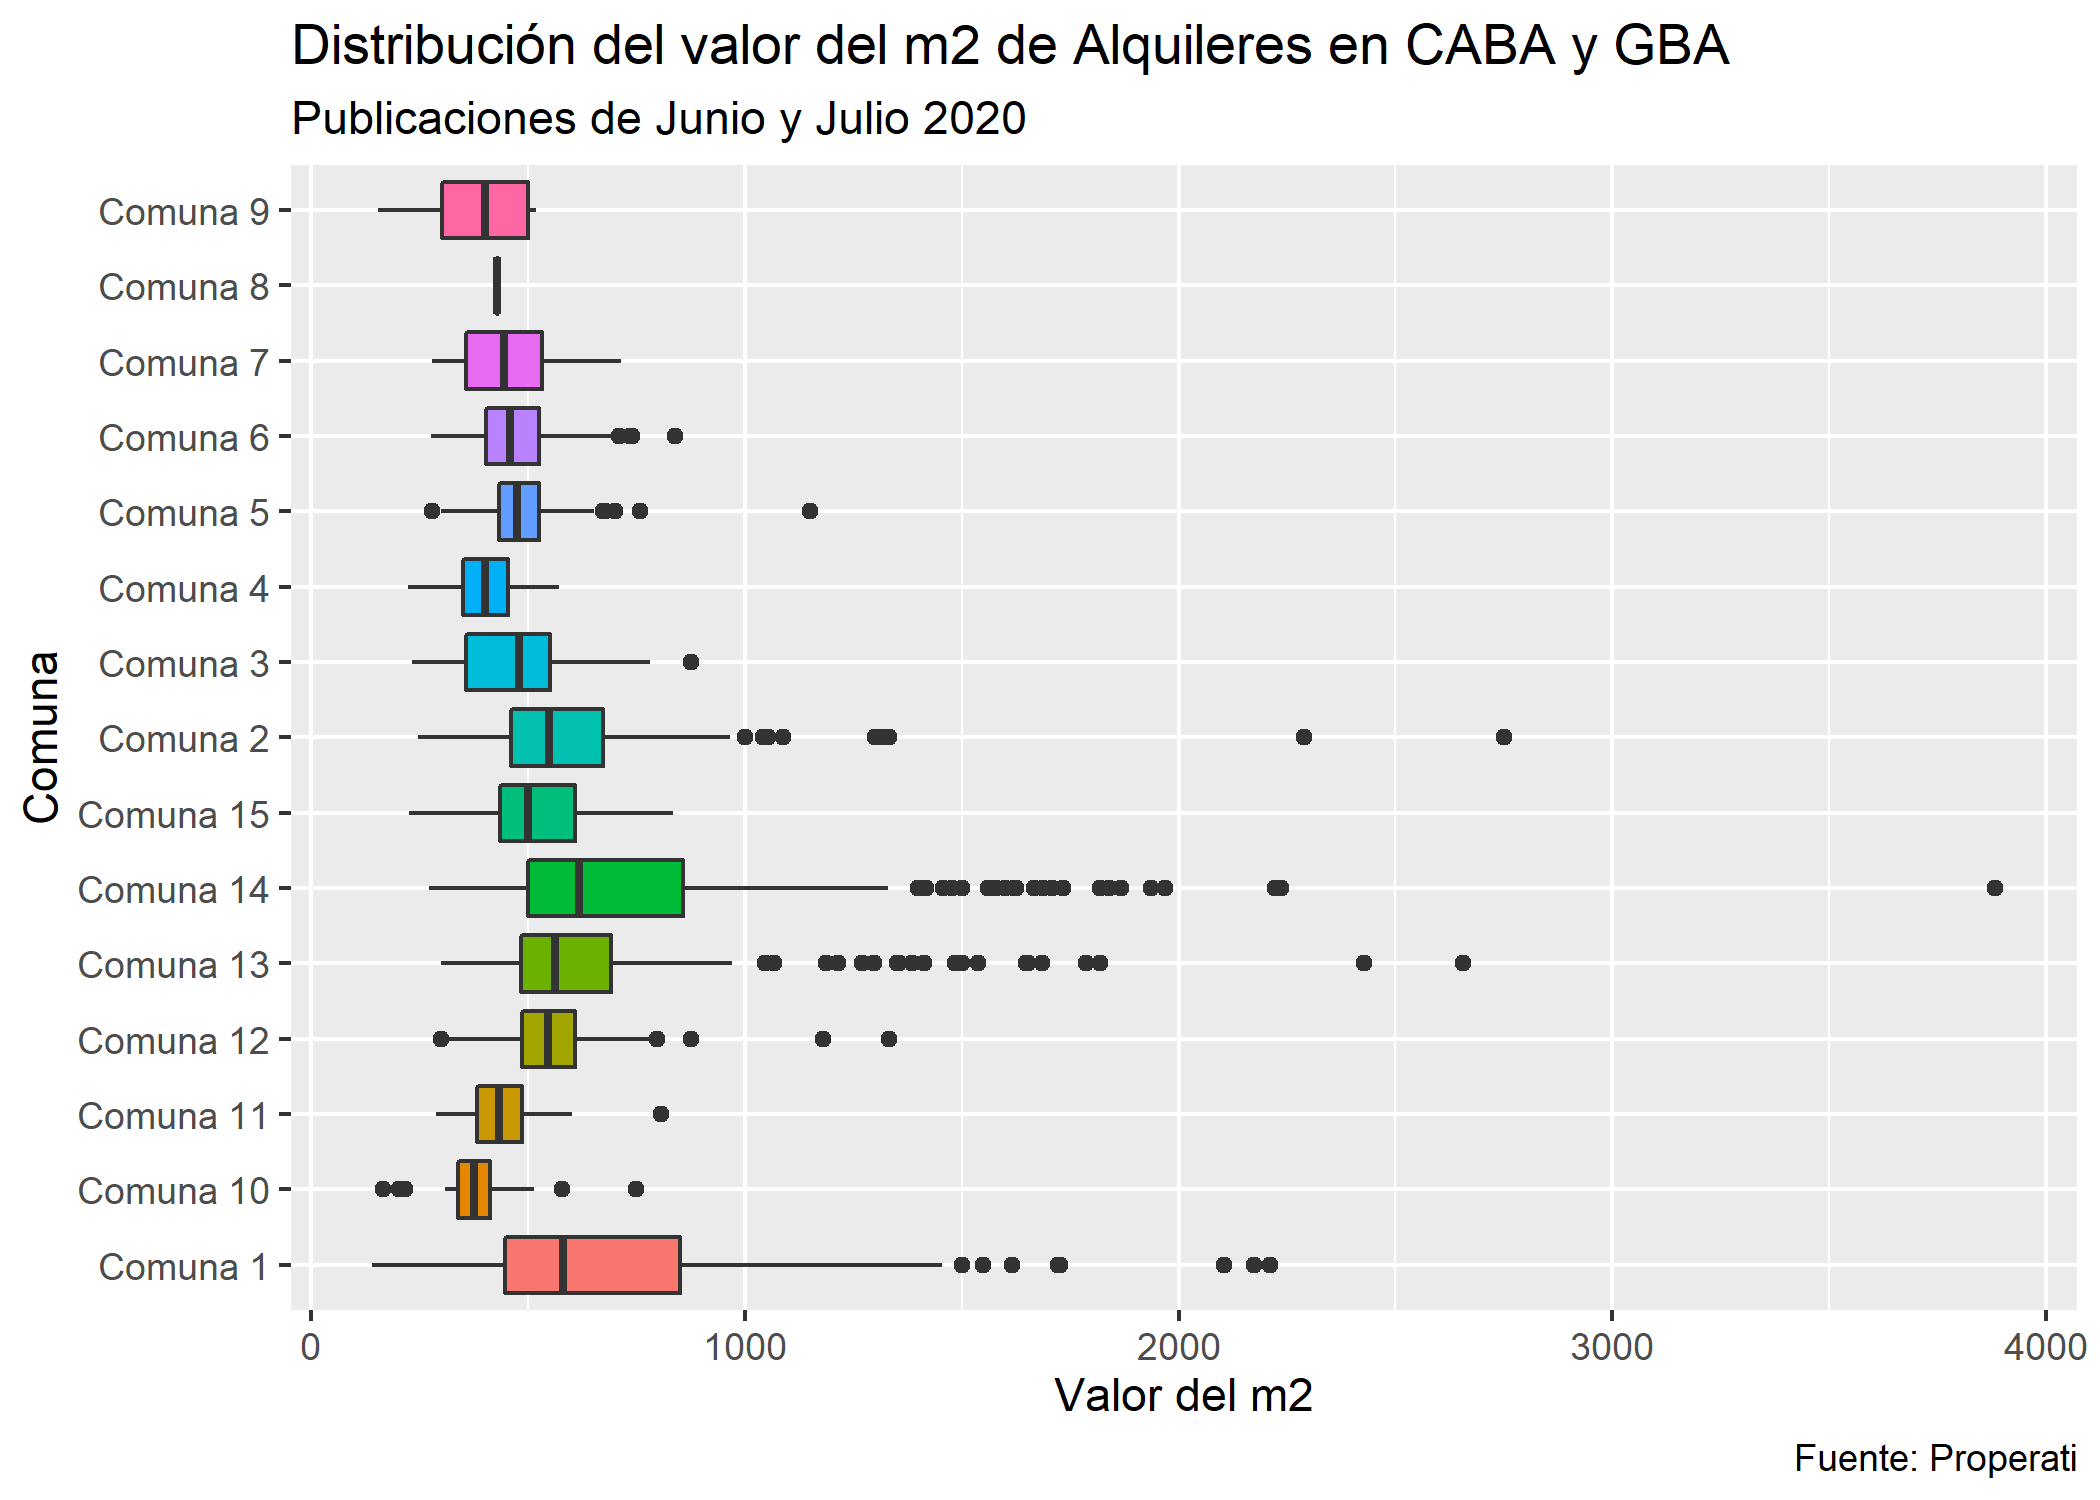 Distribución del valor del m2 de Alquileres en CABA y GBA
Publicaciones de Junio y Julio 2020
Comuna
Comuna 9
Comuna 8
Comuna 7
Comuna 6
Comuna 5
Comuna 4
Comuna 3
Comuna 2
Comuna 15
Comuna 14
Comuna 13
Comuna 12
Comuna 11
Comuna 10
Comuna 1
0 1000 2000 3000 4000
Valor del m2
Fuente: Properati